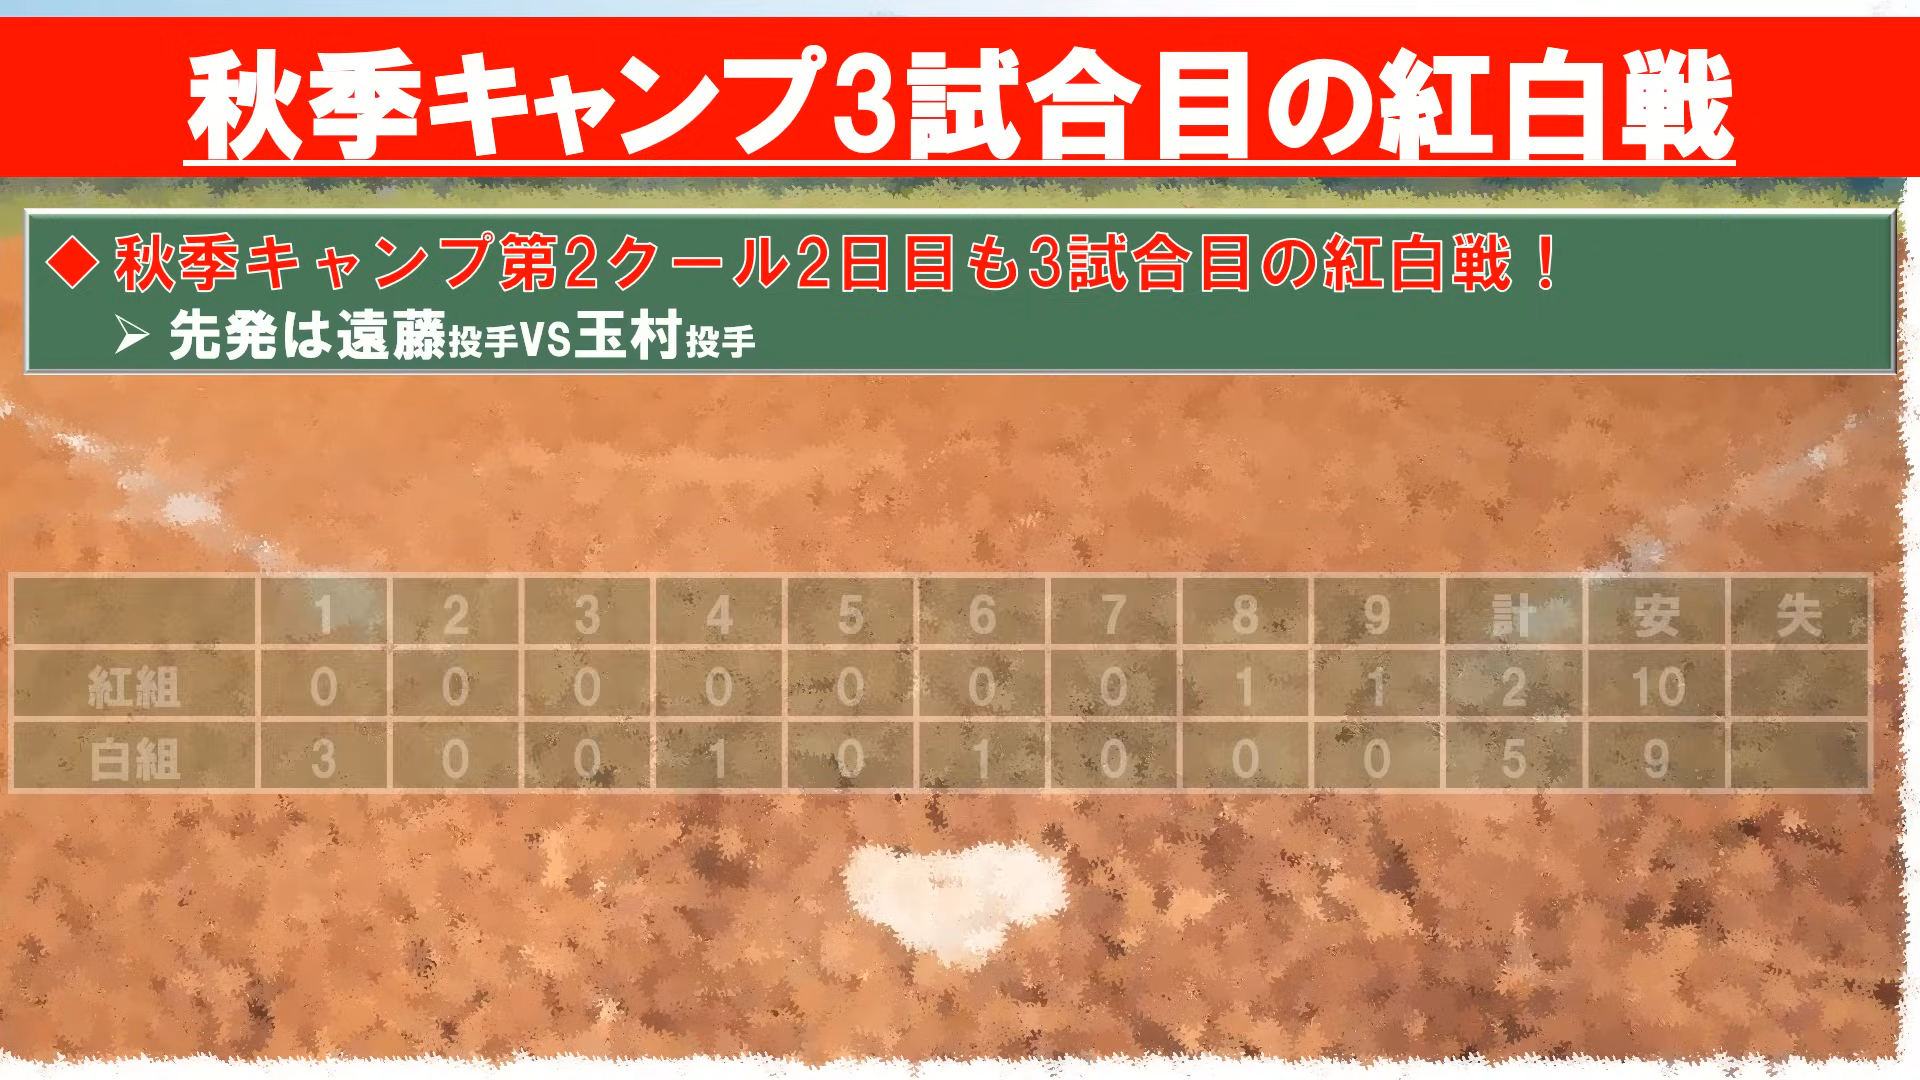 秋季キャンプ3試合目の紅白戦
◆秋季キャンプ第2クール2日目も3試合目の紅白戦！
➢ 先発は遠藤投手VS玉村投手
1 2 3 4 5 6 7 8 9 計 安 失
紅組 0 0 0 0 0 0 0 1 1 2 10
白組 3 0 0 1 0 1 0 0 0 5 9